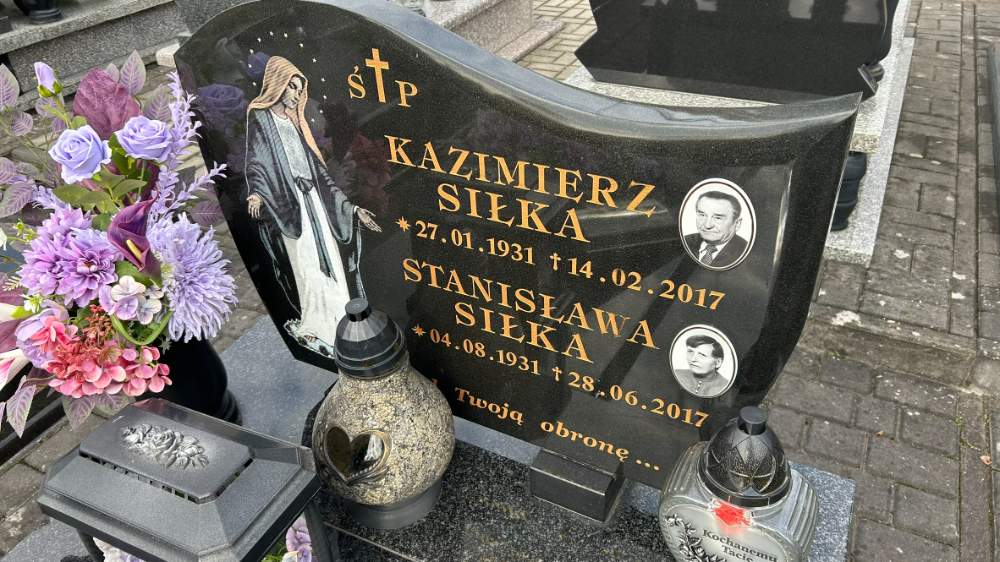 Ś P
KAZIMIERZ
SIŁKA
* 27.01.1931 † 14.02.2017
STANISŁAWA
SIŁKA
* 04.08.1931 † 28.06.2017
Twoją obronę ...
Kochanemu
Tacie